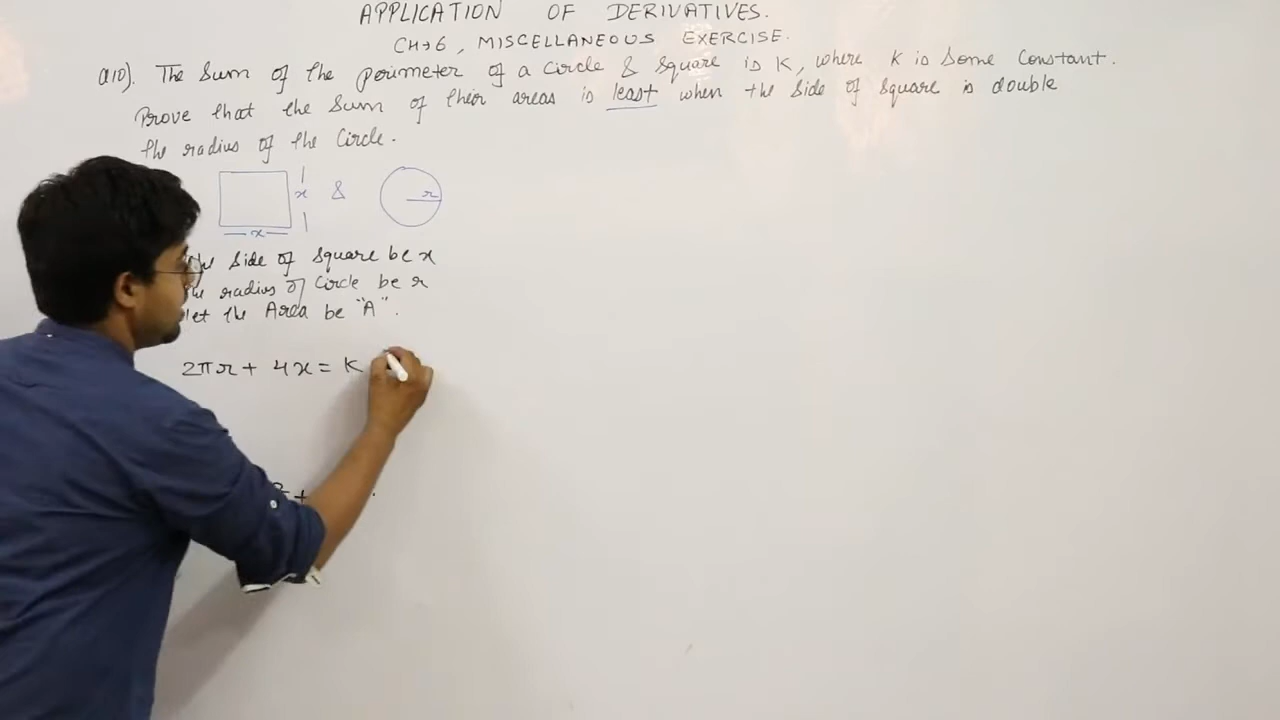 APPLICATION OF DERIVATIVES.
CH→6, MISCELLANEOUS EXERCISE.
Q10). The Sum of the perimeter of a Circle & Square is K, where K is Some Constant.
Prove that the Sum of their areas is least when the Side of Square is double
the radius of the Circle.
x & r
x
Side of Square be x
radius of Circle be r
let the Area be "A".
2πr + 4x = K
2 +